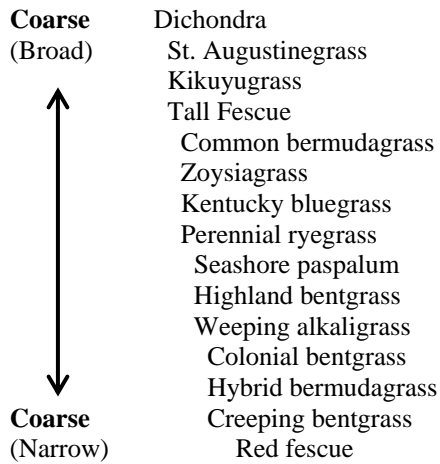 Coarse Dichondra
(Broad) St. Augustinegrass
Kikuyugrass
Tall Fescue
Common bermudagrass
Zoysiagrass
Kentucky bluegrass
Perennial ryegrass
Seashore paspalum
Highland bentgrass
Weeping alkaligrass
Colonial bentgrass
Hybrid bermudagrass
Coarse Creeping bentgrass
(Narrow) Red fescue